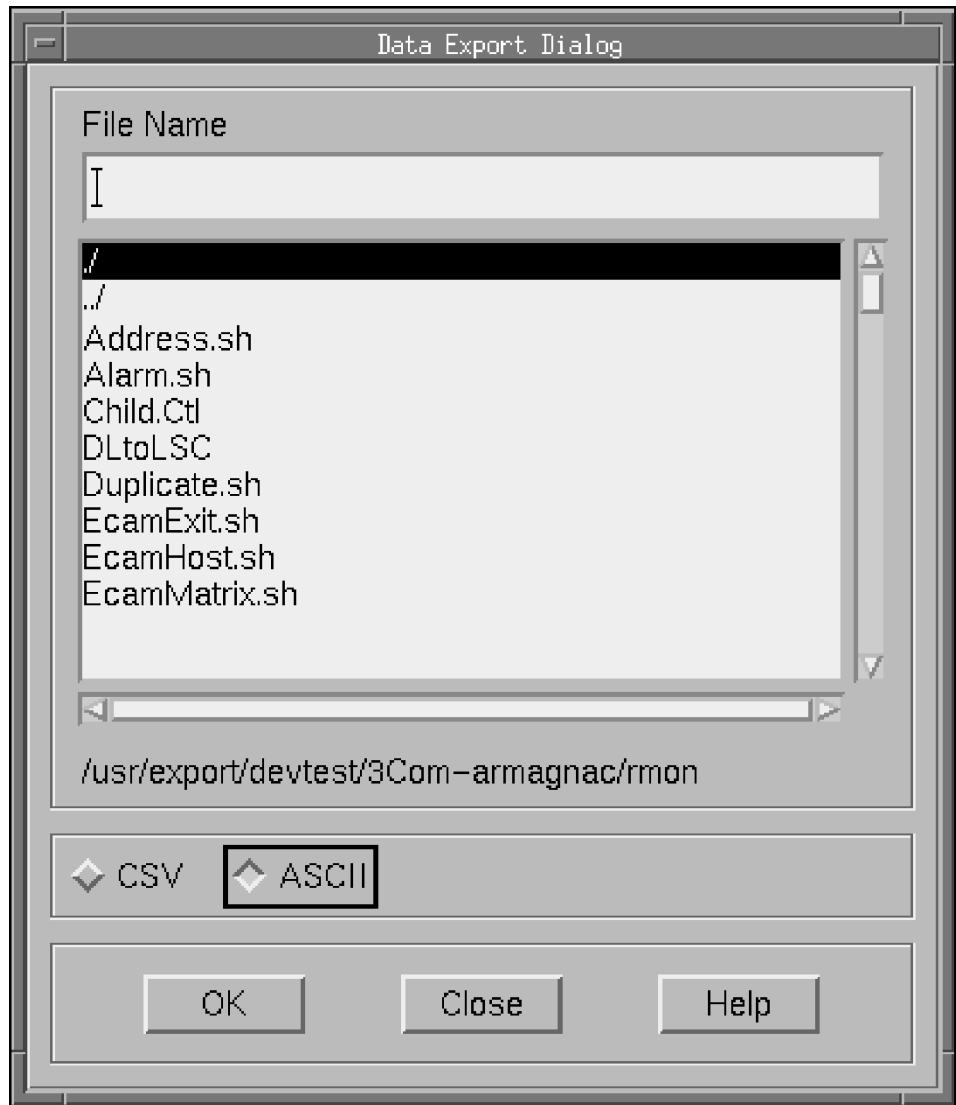 Data Export Dialog
File Name
./
../
Address.sh
Alarm.sh
Child.Ctl
DLtoLSC
Duplicate.sh
EcamExit.sh
EcamHost.sh
EcamMatrix.sh
/usr/export/devtest/3Com-armagnac/rmon
CSV ASCII
OK Close Help